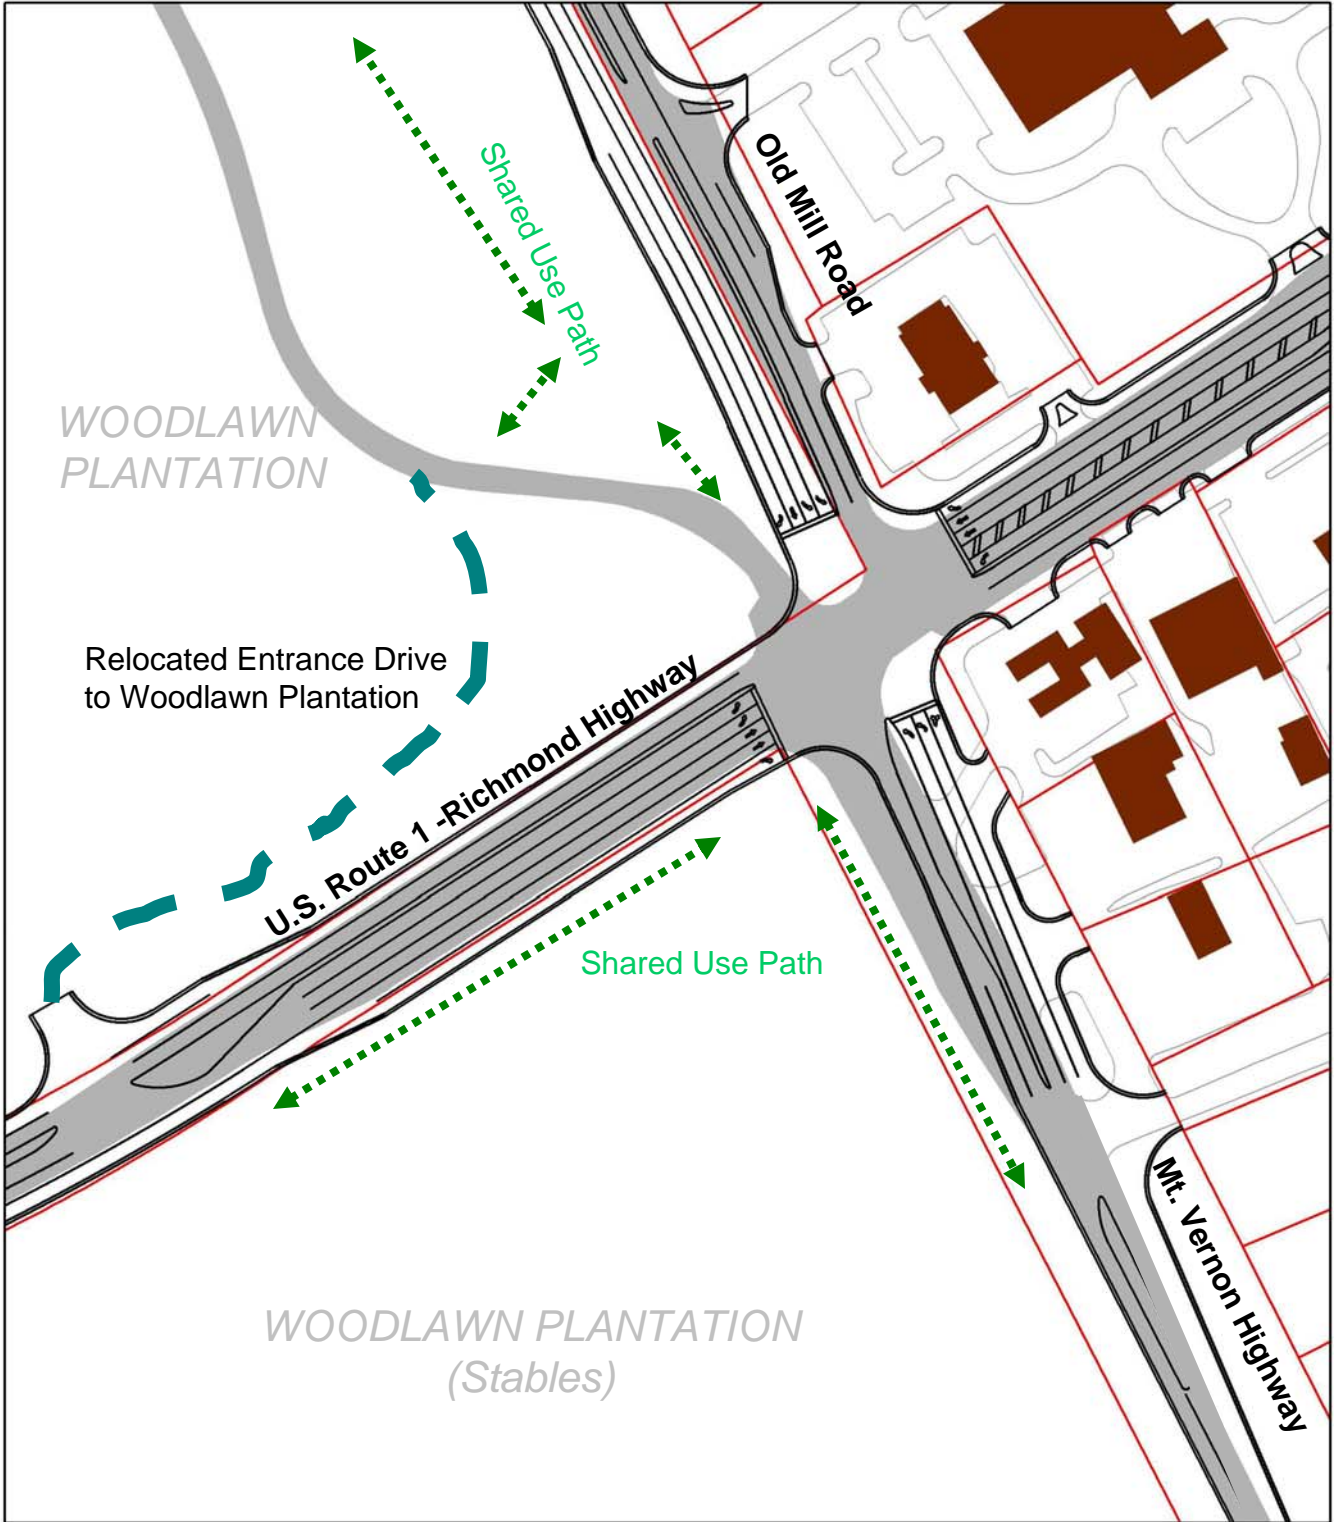 Shared Use Path
Old Mill Road
WOODLAWN
PLANTATION
Relocated Entrance Drive
to Woodlawn Plantation
U.S. Route 1 -Richmond Highway
Shared Use Path
Mt. Vernon Highway
WOODLAWN PLANTATION
(Stables)